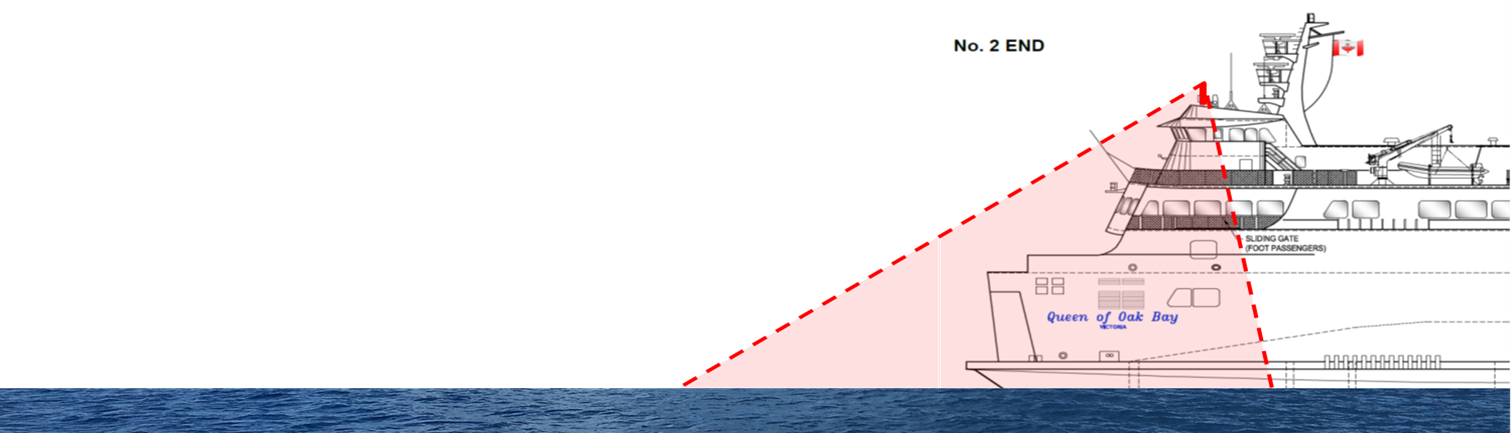 No. 2 END
SLIDING GATE
(FOOT PASSENGERS)
Queen of Oak Bay
VICTORIA